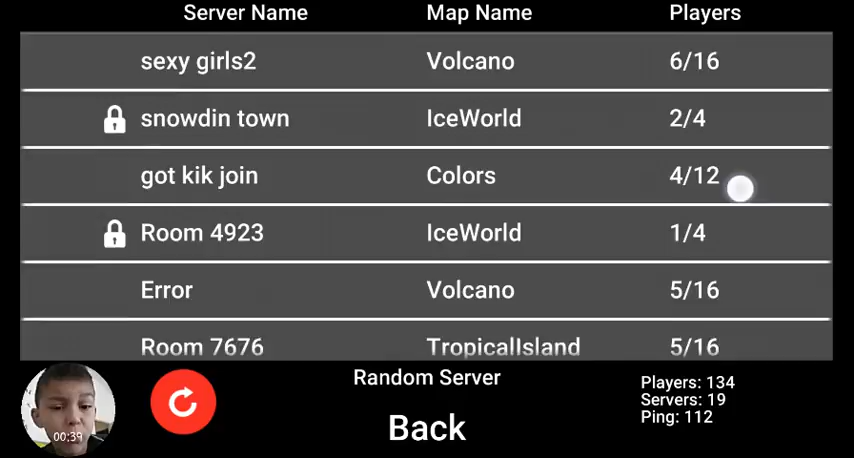 Server Name Map Name Players
sexy girls2 Volcano 6/16
snowdin town IceWorld 2/4
got kik join Colors 4/12
Room 4923 IceWorld 1/4
Error Volcano 5/16
Room 7676 TropicalIsland 5/16
Random Server
Back
Players: 134
Servers: 19
Ping: 112
00:39